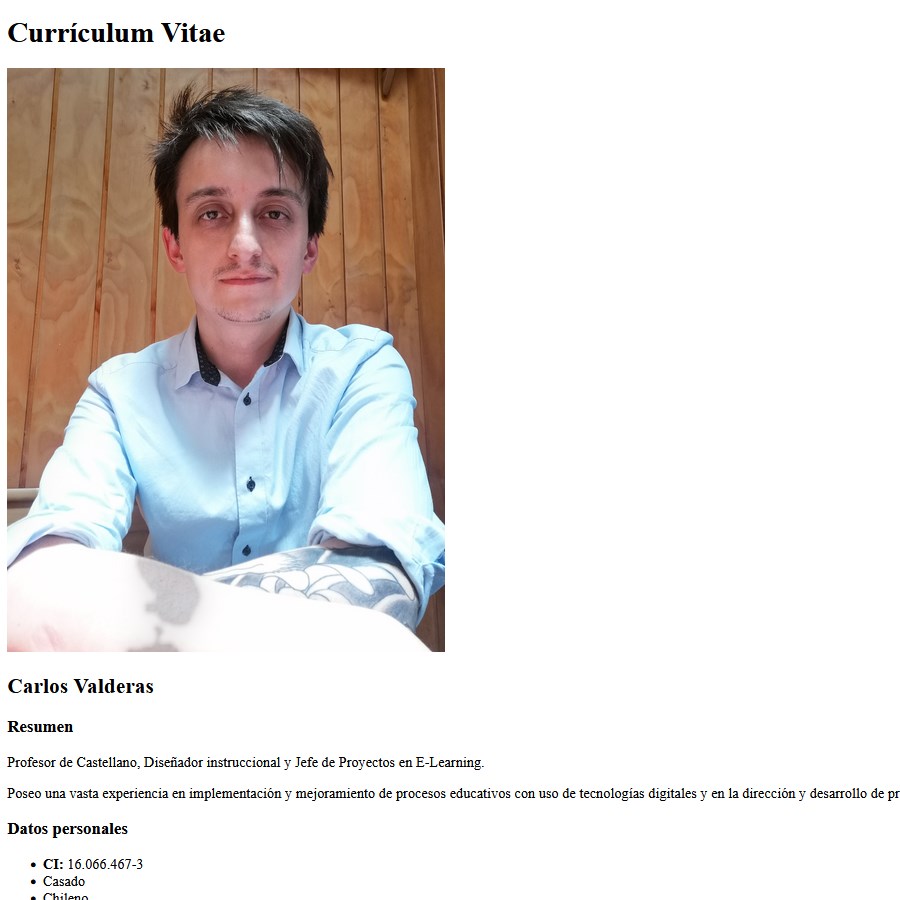 Currículum Vitae
Carlos Valderas
Resumen
Profesor de Castellano, Diseñador instruccional y Jefe de Proyectos en E-Learning.
Poseo una vasta experiencia en implementación y mejoramiento de procesos educativos con uso de tecnologías digitales y en la dirección y desarrollo de pr
Datos personales
• CI: 16.066.467-3
• Casado
• Chileno